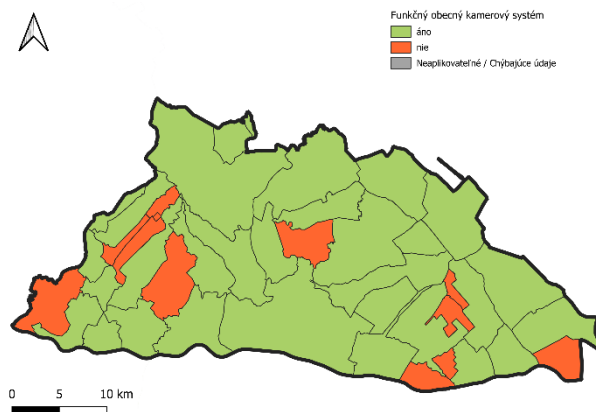 Funkčný obecný kamerový systém
áno
nie
Neaplikovateľné / Chýbajúce údaje
0 5 10 km